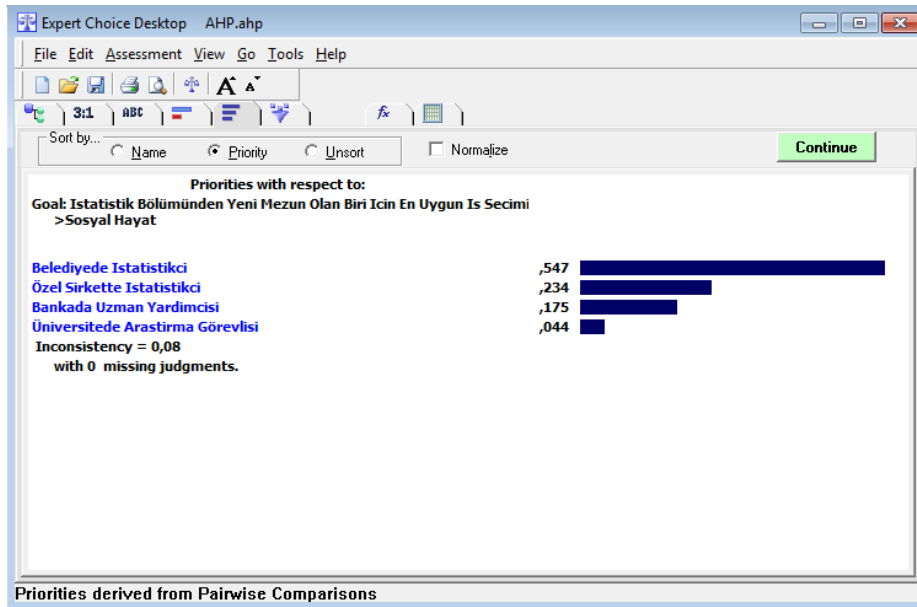 Expert Choice Desktop AHP.ahp
File Edit Assessment View Go Tools Help
A A
3:1 ABC fx
Sort by... Name Priority Unsort Normalize Continue
Priorities with respect to:
Goal: Istatistik Bölümünden Yeni Mezun Olan Biri Icin En Uygun Is Secimi
>Sosyal Hayat
Belediyede Istatistikci ,547
Özel Sirkette Istatistikci ,234
Bankada Uzman Yardimcisi ,175
Üniversitede Arastirma Görevlisi ,044
Inconsistency = 0,08
with 0 missing judgments.
Priorities derived from Pairwise Comparisons